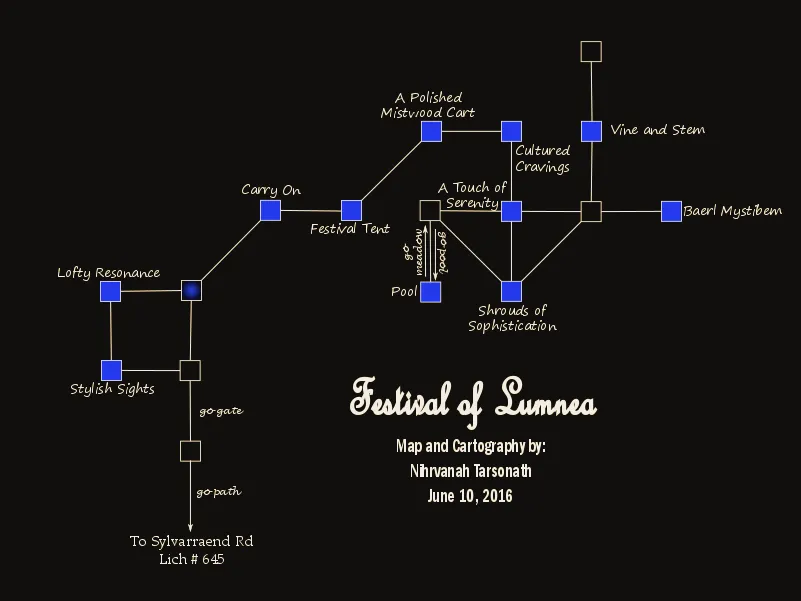 A Polished
Mistwood Cart
Vine and Stem
Cultured
Cravings
Carry On
A Touch of
Serenity
Baerl Mystibem
Festival Tent
go
meadow
go pool
Lofty Resonance
Pool
Shrouds of
Sophistication
Stylish Sights
go gate
Festival of Lumnea
Map and Cartography by:
Nihrvanah Tarsonath
June 10, 2016
go path
To Sylvarraend Rd
Lich # 645